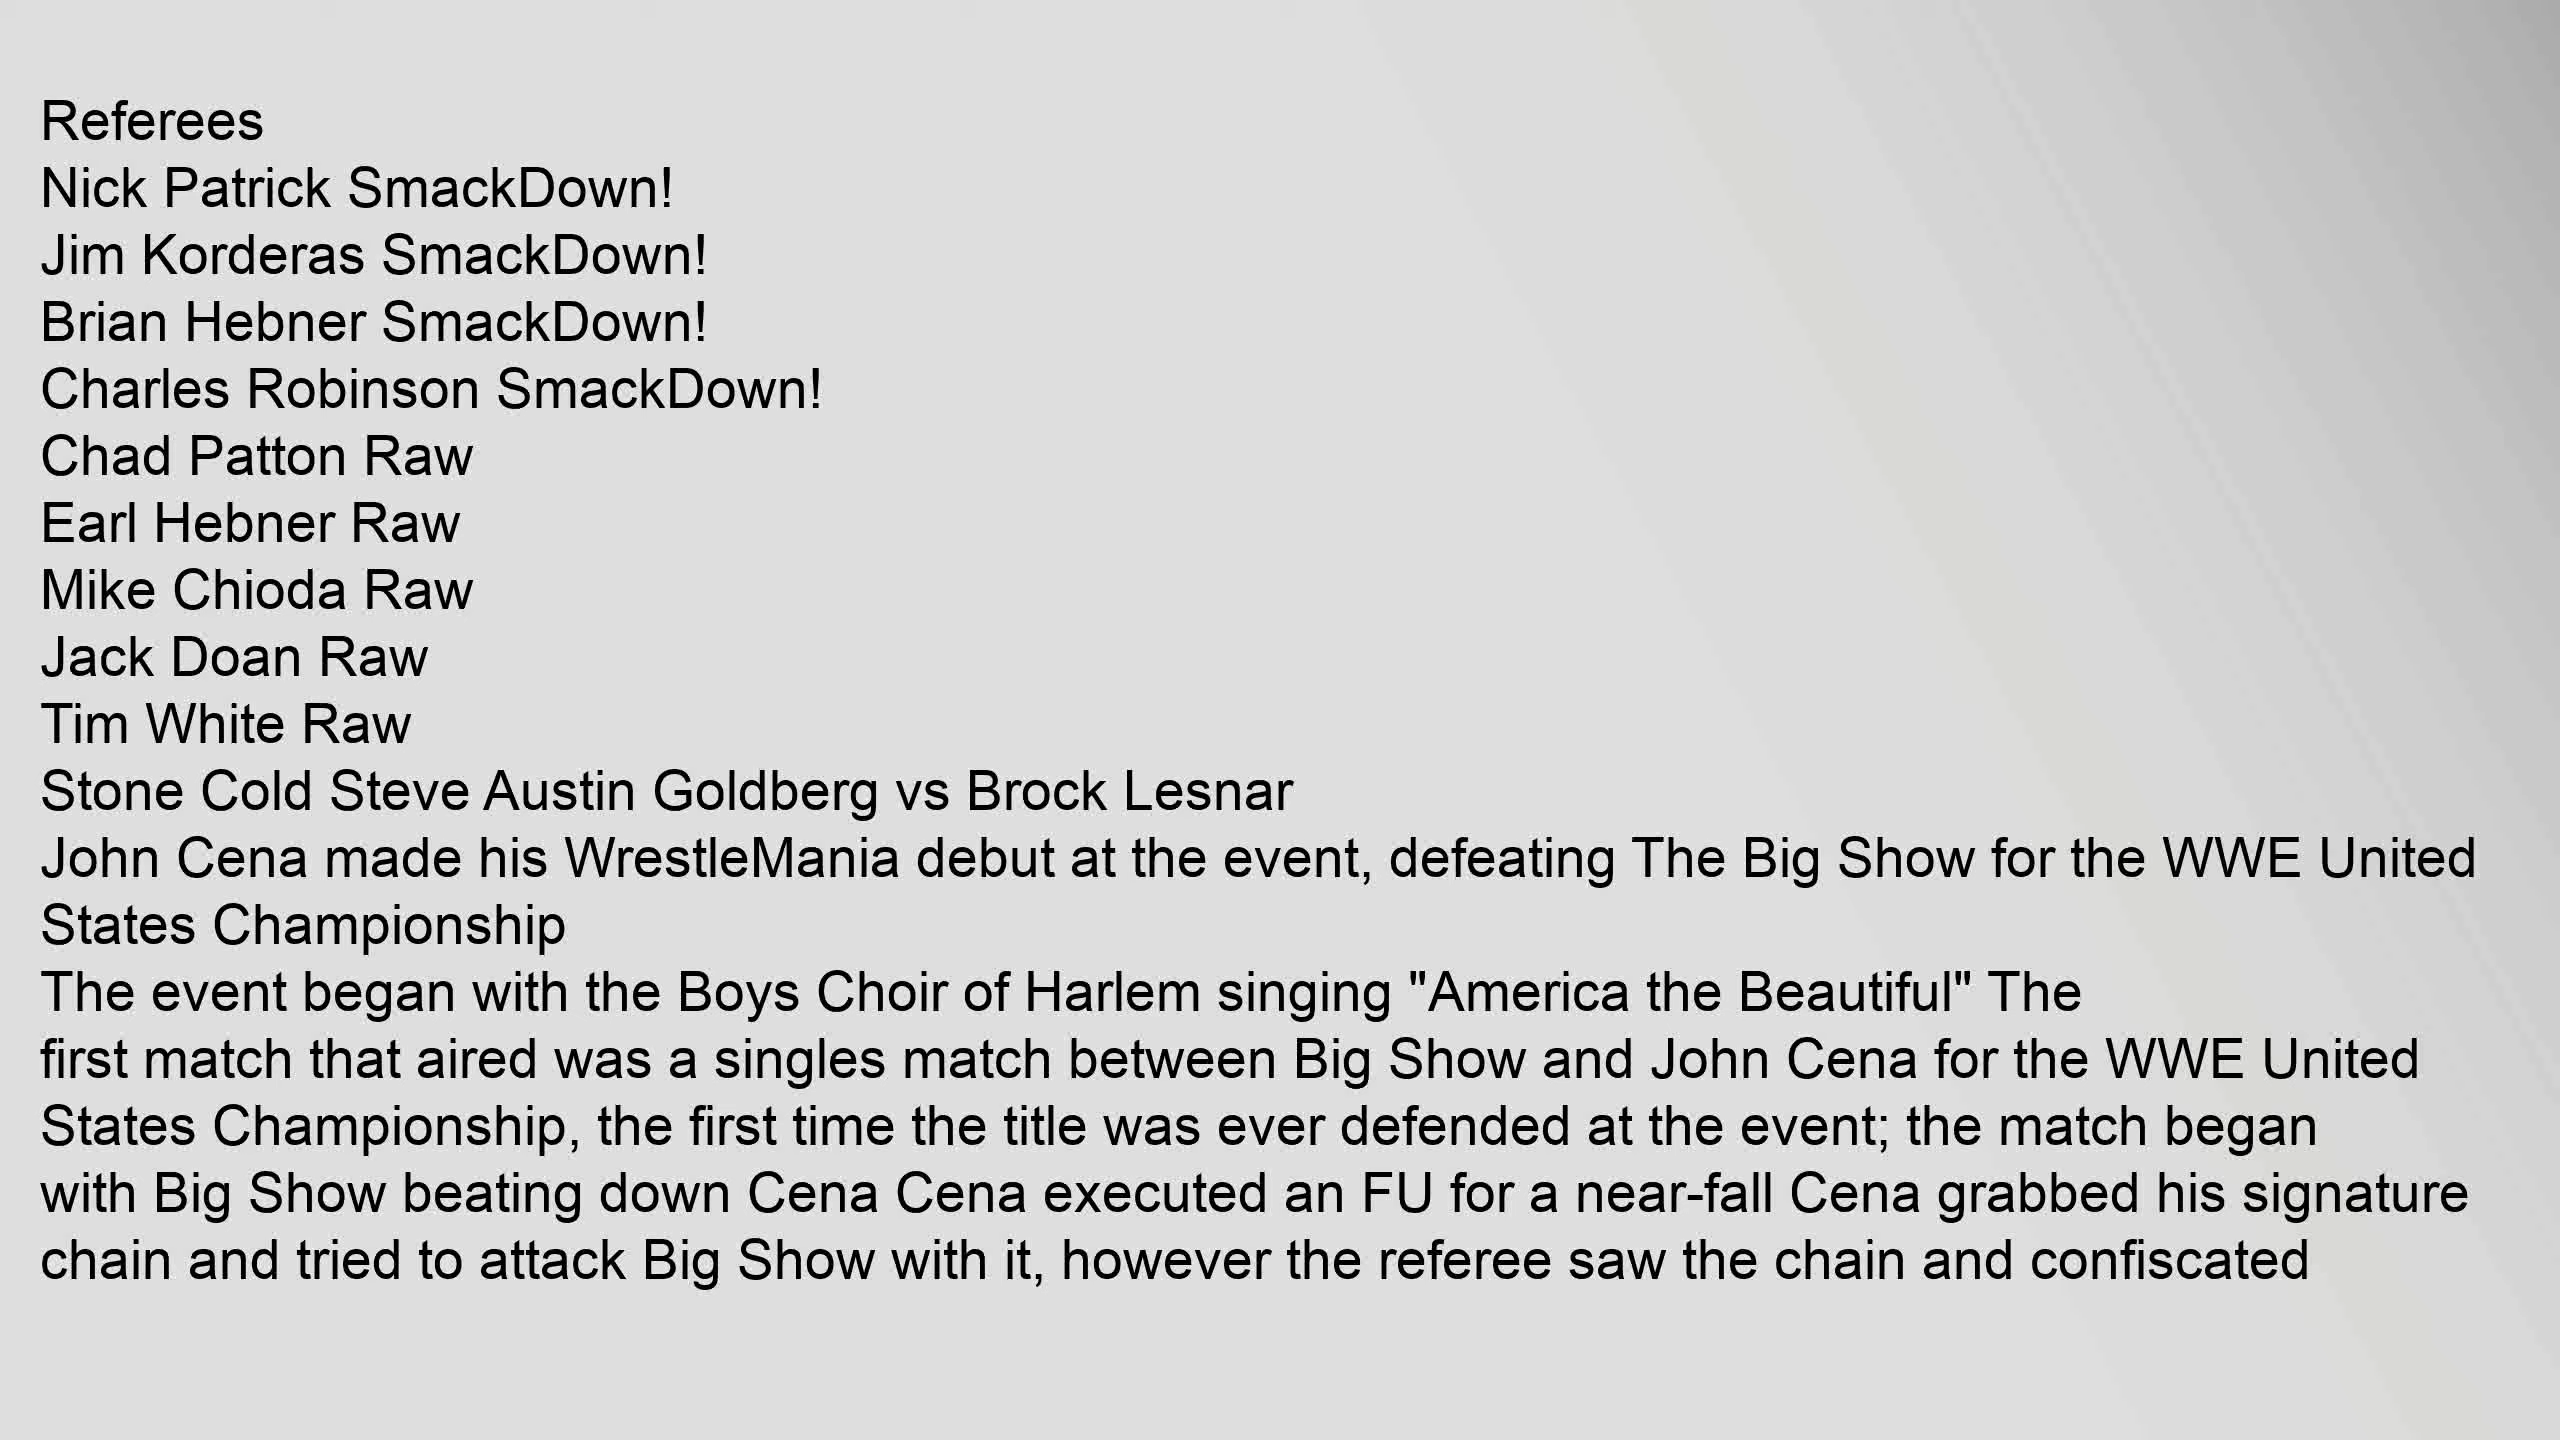 Referees
Nick Patrick SmackDown!
Jim Korderas SmackDown!
Brian Hebner SmackDown!
Charles Robinson SmackDown!
Chad Patton Raw
Earl Hebner Raw
Mike Chioda Raw
Jack Doan Raw
Tim White Raw
Stone Cold Steve Austin Goldberg vs Brock Lesnar
John Cena made his WrestleMania debut at the event, defeating The Big Show for the WWE United
States Championship
The event began with the Boys Choir of Harlem singing "America the Beautiful" The
first match that aired was a singles match between Big Show and John Cena for the WWE United
States Championship, the first time the title was ever defended at the event; the match began
with Big Show beating down Cena Cena executed an FU for a near-fall Cena grabbed his signature
chain and tried to attack Big Show with it, however the referee saw the chain and confiscated